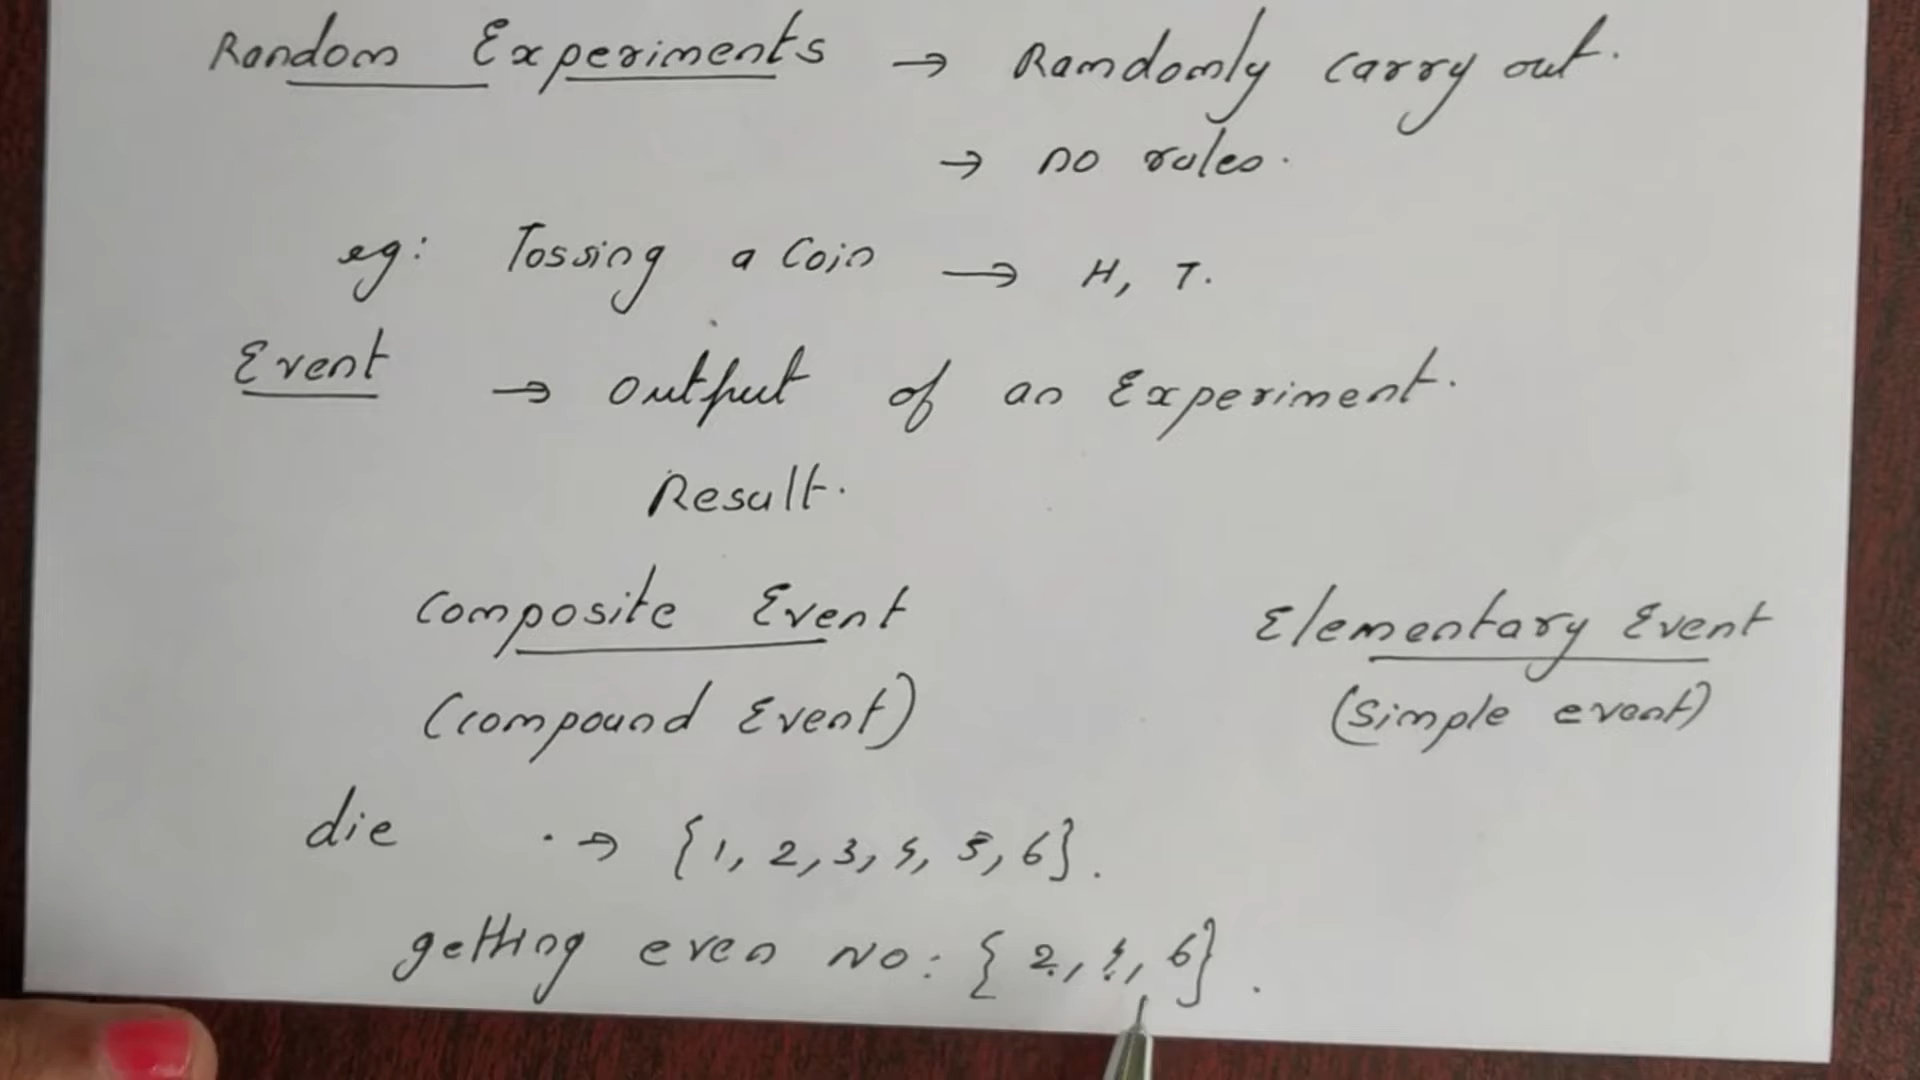 Random Experiments → Randomly carry out.
→ no rules.
eg: Tossing a Coin → H, T.
Event → output of an Experiment.
Result.
Composite Event Elementary Event
(Compound Event) (Simple event)
die → {1, 2, 3, 4, 5, 6}.
getting even no: {2, 4, 6}.